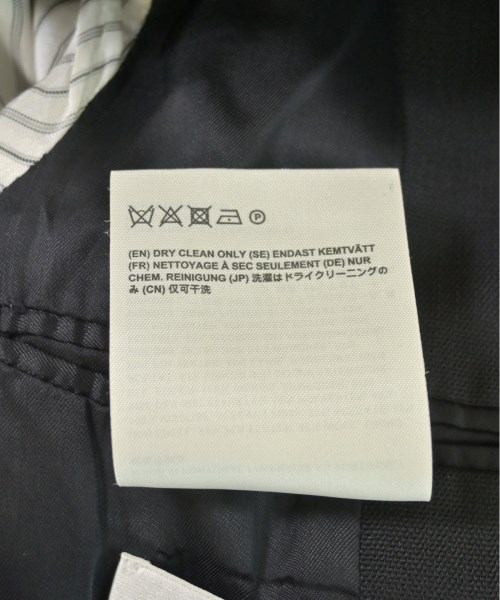 P
(EN) DRY CLEAN ONLY (SE) ENDAST KEMTVÄTT
(FR) NETTOYAGE À SEC SEULEMENT (DE) NUR
CHEM. REINIGUNG (JP) 洗濯はドライクリーニングの
み (CN) 仅可干洗